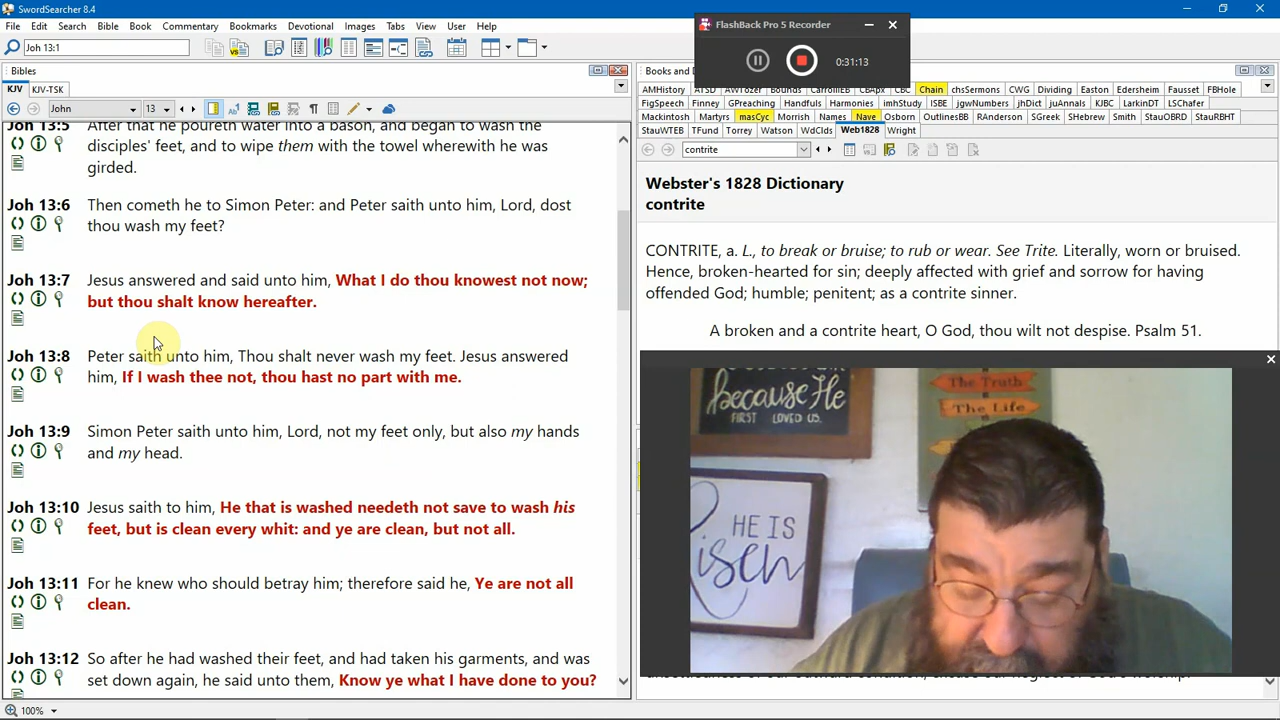 SwordSearcher 8.4
File Edit Search Bible Book Commentary Bookmarks Devotional Images Tabs View User Help
Joh 13:1
FlashBack Pro 5 Recorder
0:31:13
Bibles
KJV KJV-TSK
John 13
Joh 13:5 After that he poureth water into a bason, and began to wash the
disciples' feet, and to wipe them with the towel wherewith he was
girded.
Joh 13:6 Then cometh he to Simon Peter: and Peter saith unto him, Lord, dost
thou wash my feet?
Joh 13:7 Jesus answered and said unto him, What I do thou knowest not now;
but thou shalt know hereafter.
Joh 13:8 Peter saith unto him, Thou shalt never wash my feet. Jesus answered
him, If I wash thee not, thou hast no part with me.
Joh 13:9 Simon Peter saith unto him, Lord, not my feet only, but also my hands
and my head.
Joh 13:10 Jesus saith to him, He that is washed needeth not save to wash his
feet, but is clean every whit: and ye are clean, but not all.
Joh 13:11 For he knew who should betray him; therefore said he, Ye are not all
clean.
Joh 13:12 So after he had washed their feet, and had taken his garments, and was
set down again, he said unto them, Know ye what I have done to you?
100%
Books and
AMHistory ATSD AWTozer Bounds CarrollEB CBApx CBC Chain chsSermons CWG Dividing Easton Edersheim Fausset FBHole
FigSpeech Finney GPreaching Handfuls Harmonies imhStudy ISBE jgwNumbers jhDict juAnnals KJBC LarkinDT LSChafer
Mackintosh Martyrs masCyc Morrish Names Nave Osborn OutlinesBB RAnderson SGreek SHebrew Smith StauOBRD StauRBHT
StauWTEB TFund Torrey Watson WdClds Web1828 Wright
contrite
Webster's 1828 Dictionary
contrite
CONTRITE, a. L., to break or bruise; to rub or wear. See Trite. Literally, worn or bruised.
Hence, broken-hearted for sin; deeply affected with grief and sorrow for having
offended God; humble; penitent; as a contrite sinner.
A broken and a contrite heart, O God, thou wilt not despise. Psalm 51.
because He
FIRST LOVED US.
The Truth
The Life
HE IS
Risen